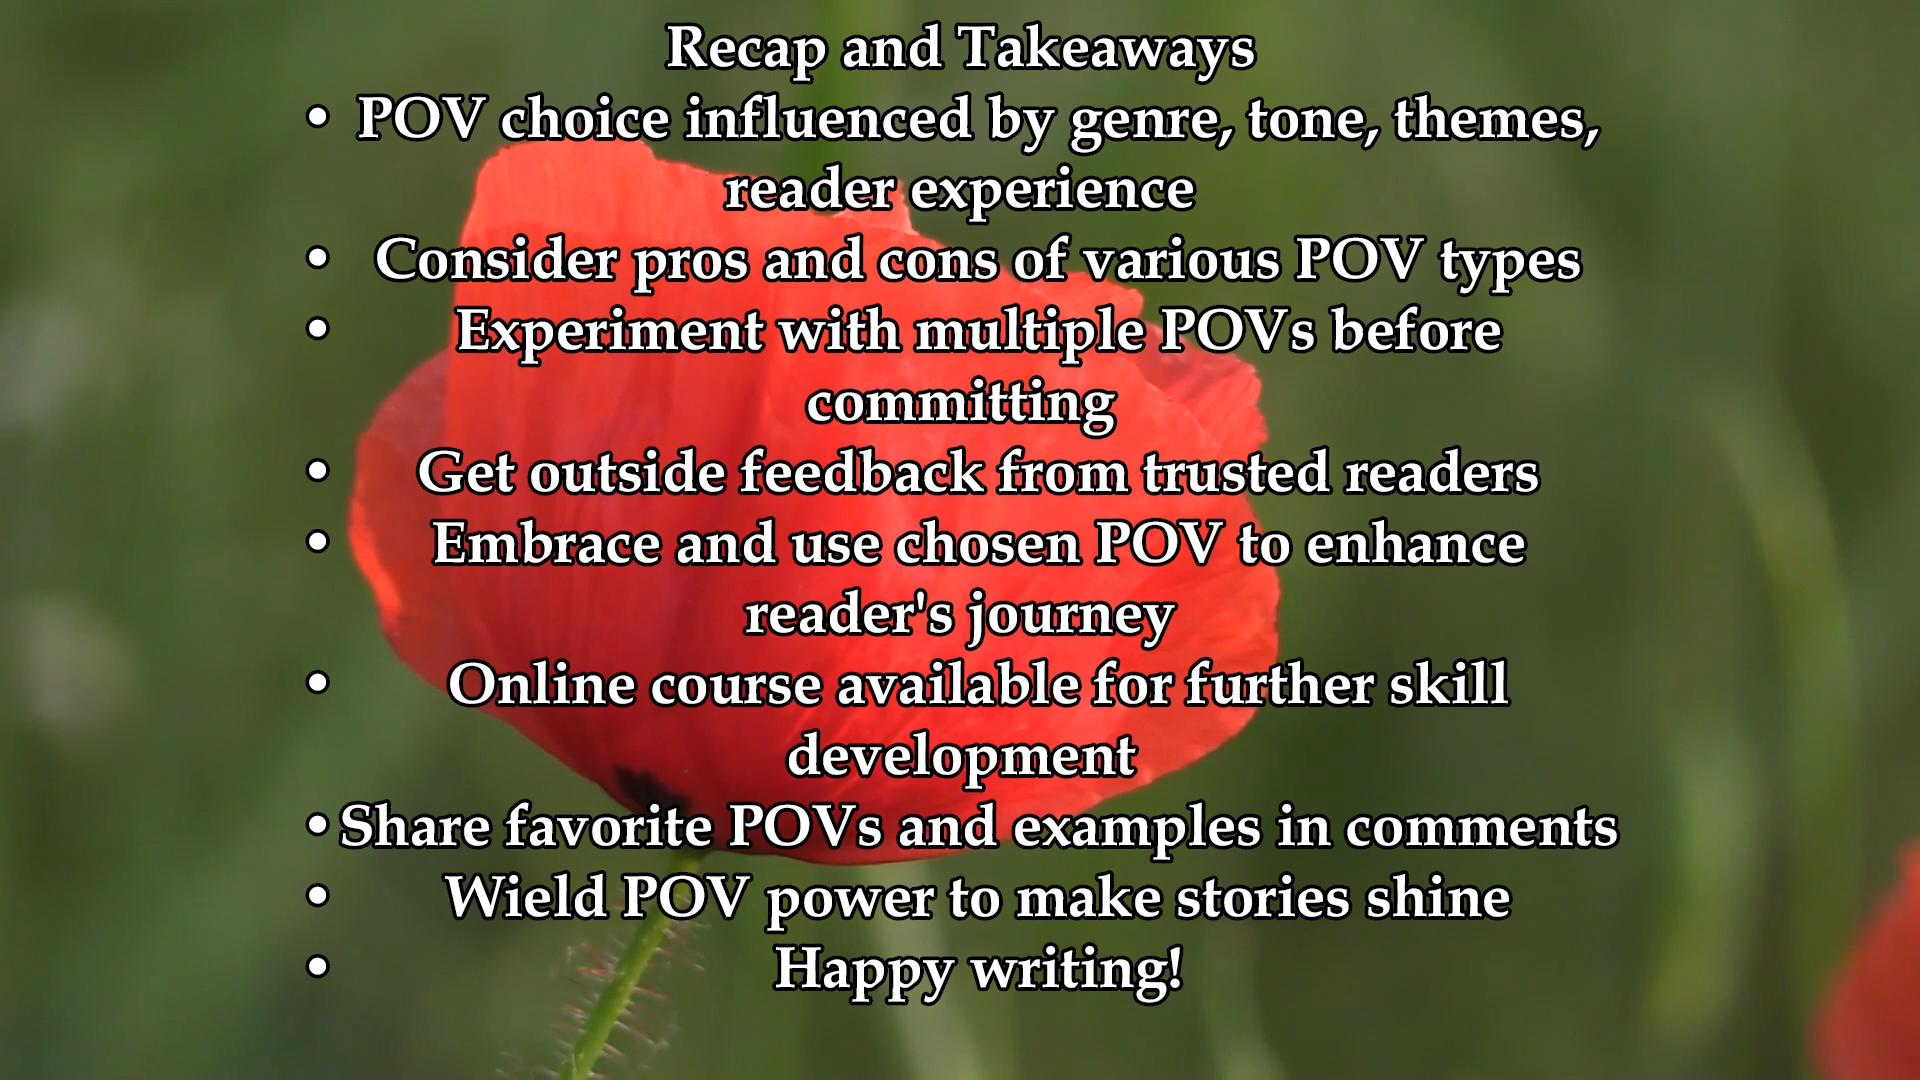 Recap and Takeaways
• POV choice influenced by genre, tone, themes,
reader experience
• Consider pros and cons of various POV types
• Experiment with multiple POVs before
committing
• Get outside feedback from trusted readers
• Embrace and use chosen POV to enhance
reader's journey
• Online course available for further skill
development
• Share favorite POVs and examples in comments
• Wield POV power to make stories shine
• Happy writing!